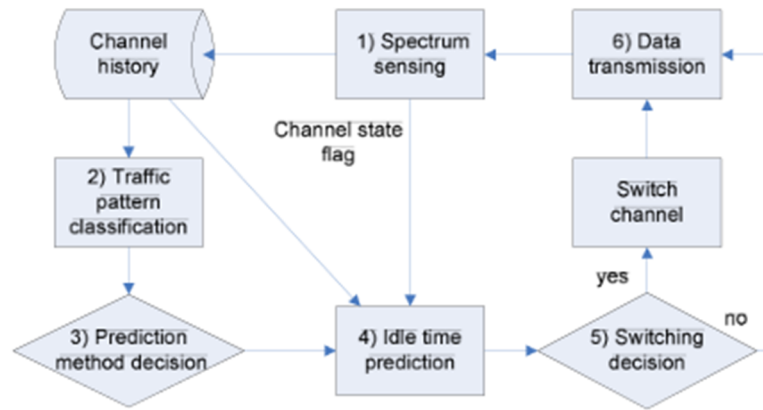 Channel
history
1) Spectrum
sensing
6) Data
transmission
Channel state
flag
2) Traffic
pattern
classification
Switch
channel
yes
no
3) Prediction
method decision
4) Idle time
prediction
5) Switching
decision